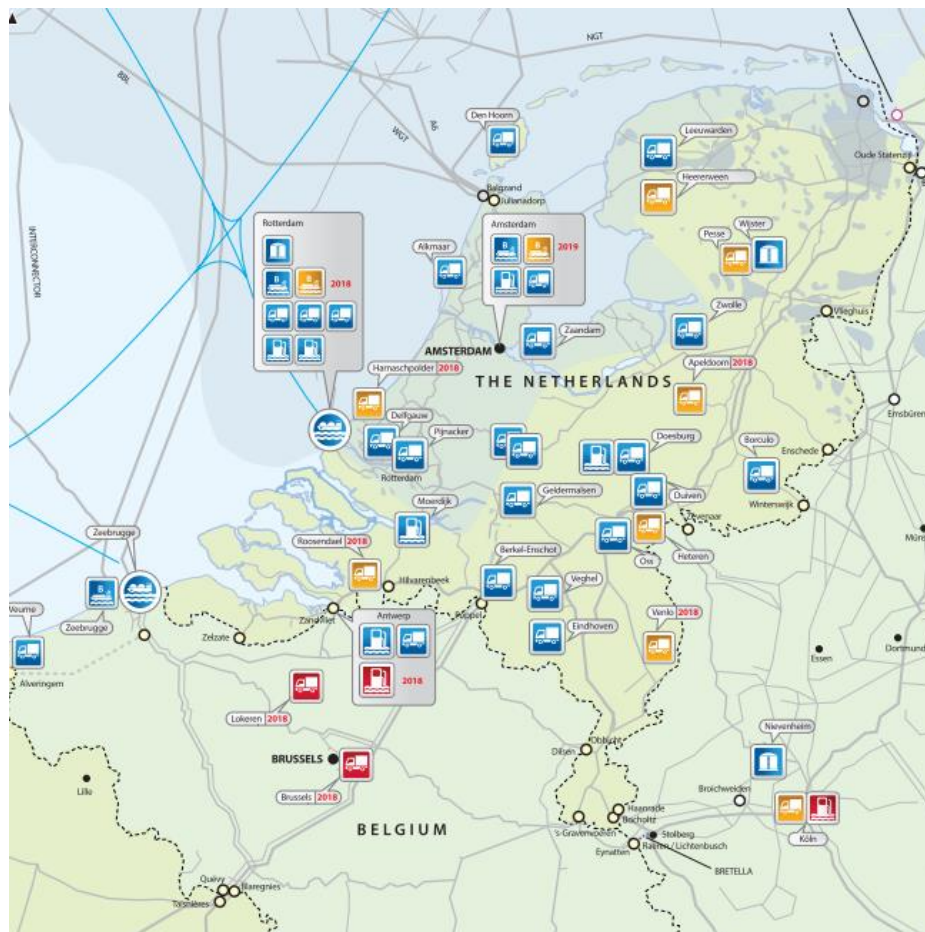 NGT
BBL
A6
WGT
Den Hoorn
Leeuwarden
Oude Statenzijl
Heerenveen
Balgzand
Julianadorp
Rotterdam
B
B
2018
Amsterdam
B
B
2019
Pesse
Wijster
INTERCONNECTOR
Alkmaar
Zwolle
Vlieghuis
Zaandam
AMSTERDAM
Harnaschpolder 2018
Apeldoorn 2018
THE NETHERLANDS
Emsbüren
Delfgauw
Pijnacker
Doesburg
Borculo
Enschede
Rotterdam
Geldermalsen
Duiven
Winterswijk
Moerdijk
Zevenaar
Zeebrugge
Roosendael 2018
Berkel-Enschot
Oss
Heteren
Hilvarenbeek
Veghel
B
Zeebrugge
Zandvliet
Poppel
Antwerp
2018
Venlo 2018
Veurne
Zelzate
Eindhoven
Essen
Dortmund
Alveringem
Lokeren 2018
Nievenheim
Obbicht
Dilsen
BRUSSELS
Lille
Brussels 2018
Broichweiden
Haanrade
Bocholtz
Köln
BELGIUM
's-Gravenvoeren
Stolberg
Eynatten
Raeren / Lichtenbusch
BRETELLA
Quévy
Blaregnies
Taisnières